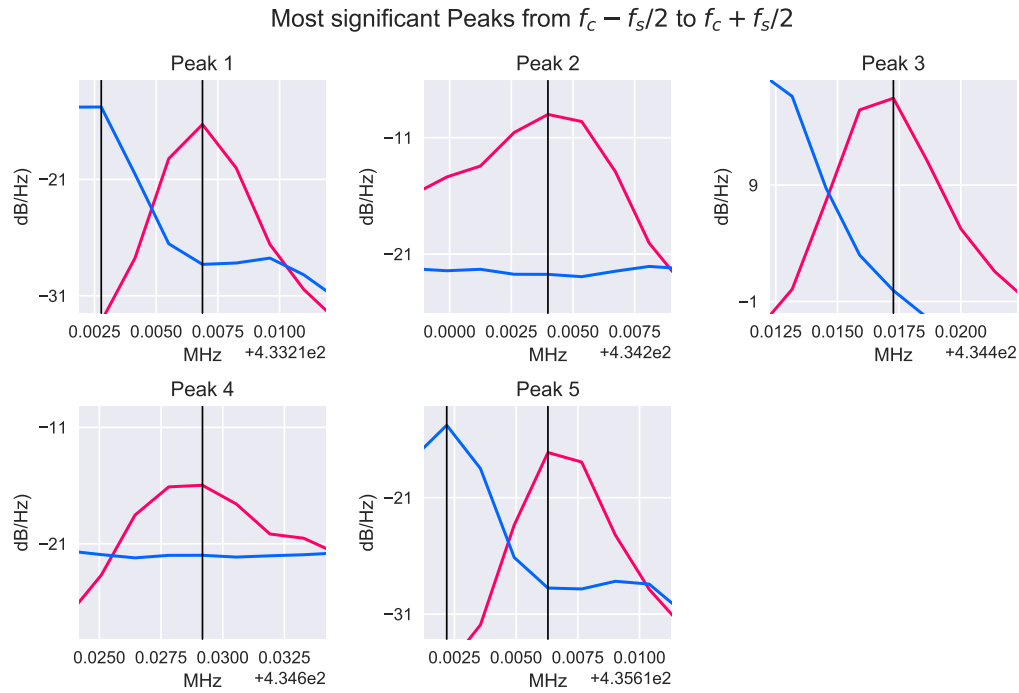 Most significant Peaks from f_c − f_s/2 to f_c + f_s/2
Peak 1
Peak 2
Peak 3
dB/Hz)
−21
−31
dB/Hz)
−11
−21
dB/Hz)
9
−1
0.0025 0.0050 0.0075 0.0100
0.0000 0.0025 0.0050 0.0075
0.0125 0.0150 0.0175 0.0200
MHz +4.3321e2
MHz +4.342e2
MHz +4.344e2
Peak 4
Peak 5
dB/Hz)
−11
−21
dB/Hz)
−21
−31
0.0250 0.0275 0.0300 0.0325
0.0025 0.0050 0.0075 0.0100
MHz +4.346e2
MHz +4.3561e2